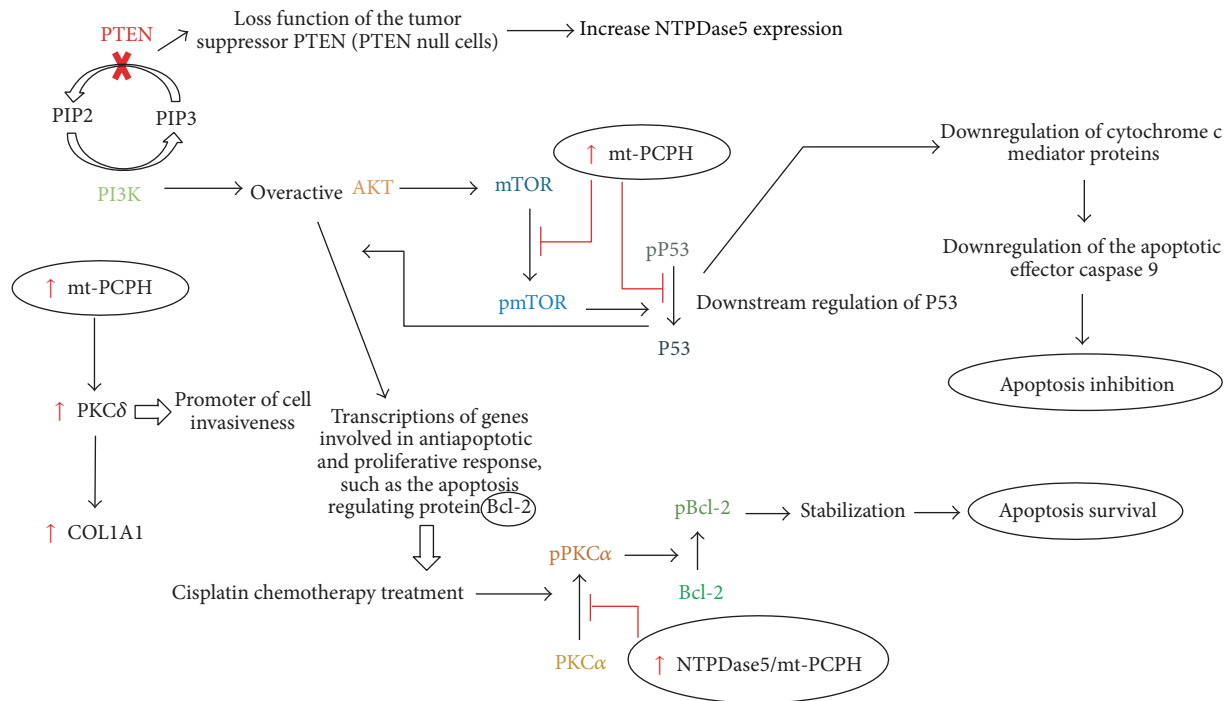 PTEN
Loss function of the tumor
suppressor PTEN (PTEN null cells)
Increase NTPDase5 expression
PIP2
PIP3
PI3K
Overactive
AKT
mTOR
↑ mt-PCPH
pP53
pmTOR
P53
Downstream regulation of P53
Downregulation of cytochrome c
mediator proteins
Downregulation of the apoptotic
effector caspase 9
Apoptosis inhibition
↑ mt-PCPH
↑ PKCδ
Promoter of cell
invasiveness
↑ COL1A1
Transcriptions of genes
involved in antiapoptotic
and proliferative response,
such as the apoptosis
regulating protein Bcl-2
Cisplatin chemotherapy treatment
pPKCα
PKCα
pBcl-2
Bcl-2
Stabilization
Apoptosis survival
↑ NTPDase5/mt-PCPH